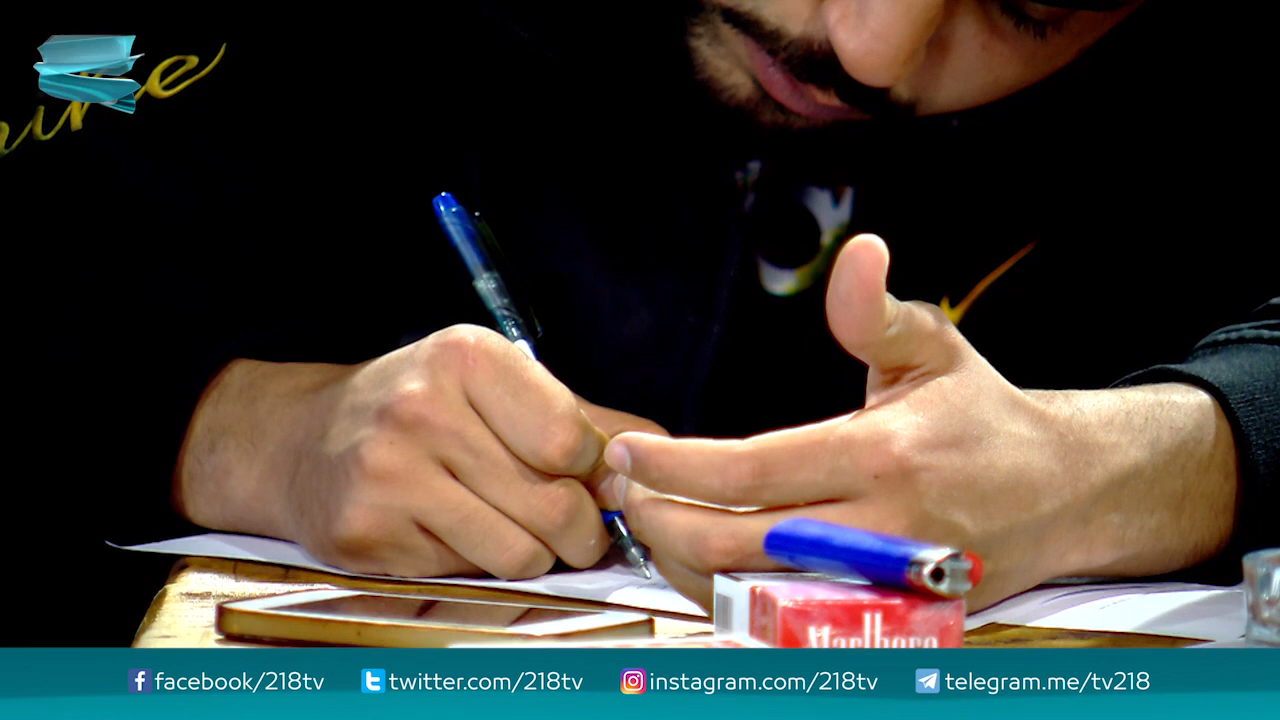 Marlboro
facebook/218tv
twitter.com/218tv
instagram.com/218tv
telegram.me/tv218